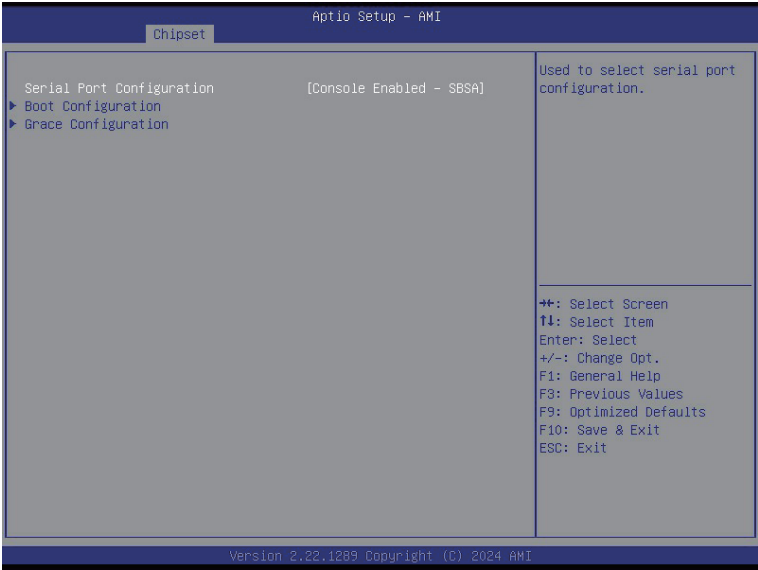 Aptio Setup – AMI
Chipset
Serial Port Configuration [Console Enabled – SBSA]
Boot Configuration
Grace Configuration
Used to select serial port
configuration.
→←: Select Screen
↑↓: Select Item
Enter: Select
+/–: Change Opt.
F1: General Help
F3: Previous Values
F9: Optimized Defaults
F10: Save & Exit
ESC: Exit
Version 2.22.1289 Copyright (C) 2024 AMI